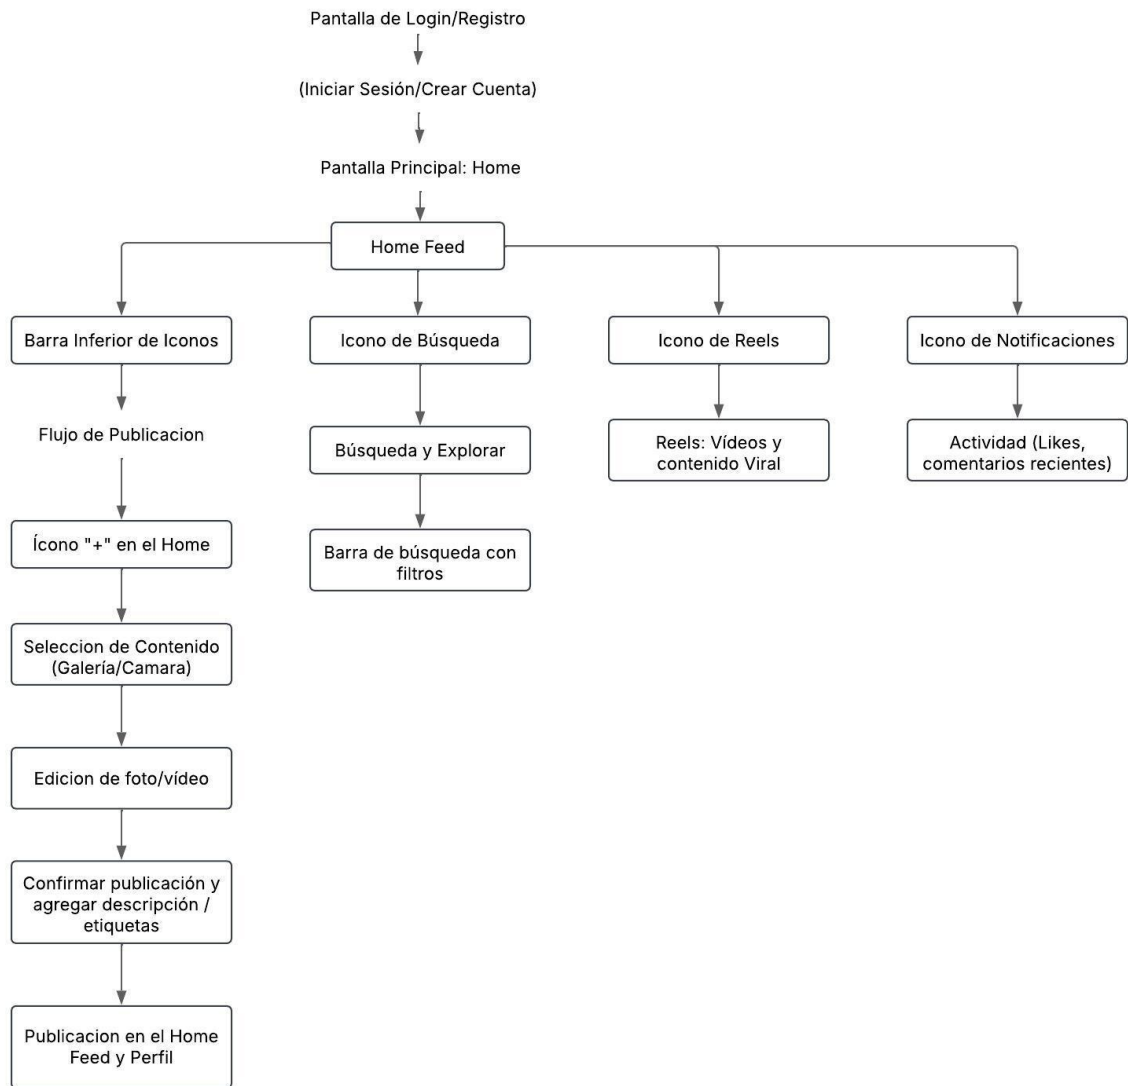 Pantalla de Login/Registro
(Iniciar Sesión/Crear Cuenta)
Pantalla Principal: Home
Home Feed
Barra Inferior de Iconos
Icono de Búsqueda
Icono de Reels
Icono de Notificaciones
Flujo de Publicacion
Búsqueda y Explorar
Reels: Vídeos y
contenido Viral
Actividad (Likes,
comentarios recientes)
Ícono "+" en el Home
Barra de búsqueda con
filtros
Seleccion de Contenido
(Galería/Camara)
Edicion de foto/vídeo
Confirmar publicación y
agregar descripción /
etiquetas
Publicacion en el Home
Feed y Perfil